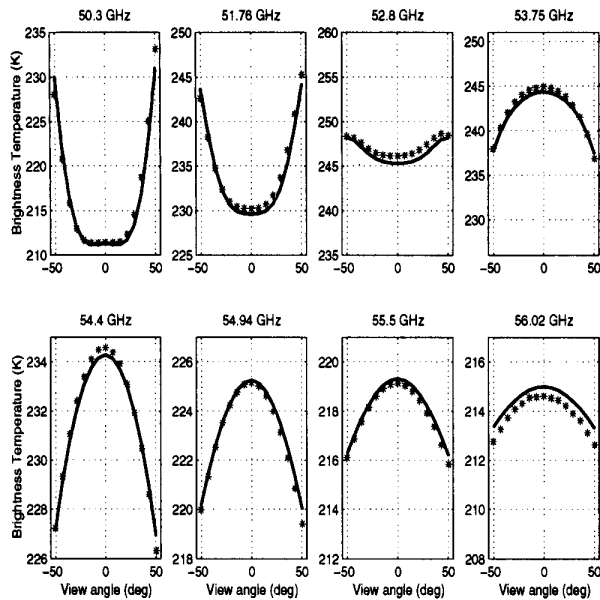 50.3 GHz 51.76 GHz 52.8 GHz 53.75 GHz
Brightness Temperature (K)
235 250 270
230 245 265 245
225 240 260 240
220 235 255 235
215 230 250 230
210 225 245
-50 0 50 -50 0 50 -50 0 50 -50 0 50
54.4 GHz 54.94 GHz 55.5 GHz 56.02 GHz
Brightness Temperature (K)
234 226 220 216
232 224 218 214
230 222 216 212
228 220 214 210
226 218 212 208
-50 0 50 -50 0 50 -50 0 50 -50 0 50
View angle (deg) View angle (deg) View angle (deg) View angle (deg)